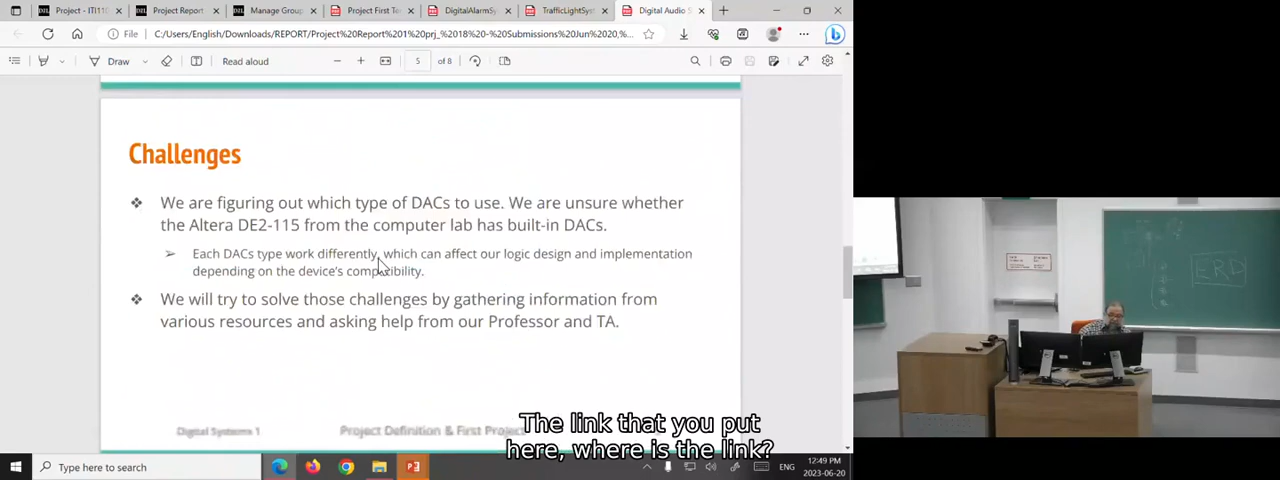 Project - ITI110
Project Report
Manage Group
Project First Te
DigitalAlarmSy
TrafficLightSyst
Digital Audio S
File
C:/Users/English/Downloads/REPORT/Project%20Report%201%20prj_%2018%20-%20Submissions%20Jun%2020,%...
Draw
Read aloud
5
of 8
Challenges
❖ We are figuring out which type of DACs to use. We are unsure whether
the Altera DE2-115 from the computer lab has built-in DACs.
➢ Each DACs type work differently, which can affect our logic design and implementation
depending on the device's compatibility.
❖ We will try to solve those challenges by gathering information from
various resources and asking help from our Professor and TA.
Digital Systems 1
Project Definition & First Project
The link that you put
here, where is the link?
Type here to search
ENG
12:49 PM
2023-06-20
ERD